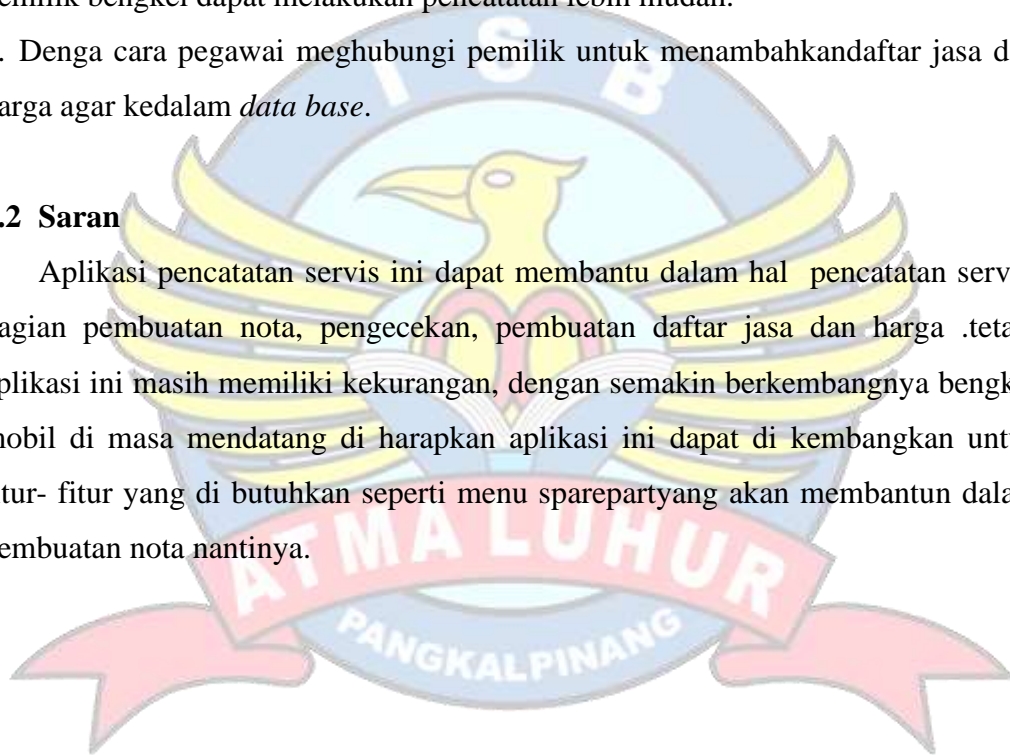 emilik bengkel dapat melakukan pencatatan lebih mudah.
. Denga cara pegawai meghubungi pemilik untuk menambahkandaftar jasa d
arga agar kedalam data base.
.2 Saran
Aplikasi pencatatan servis ini dapat membantu dalam hal pencatatan serv
agian pembuatan nota, pengecekan, pembuatan daftar jasa dan harga .teta
plikasi ini masih memiliki kekurangan, dengan semakin berkembangnya bengk
obil di masa mendatang di harapkan aplikasi ini dapat di kembangkan unt
tur- fitur yang di butuhkan seperti menu sparepartyang akan membantun dala
embuatan nota nantinya.
I S B
ATMA LUHUR
PANGKALPINANG